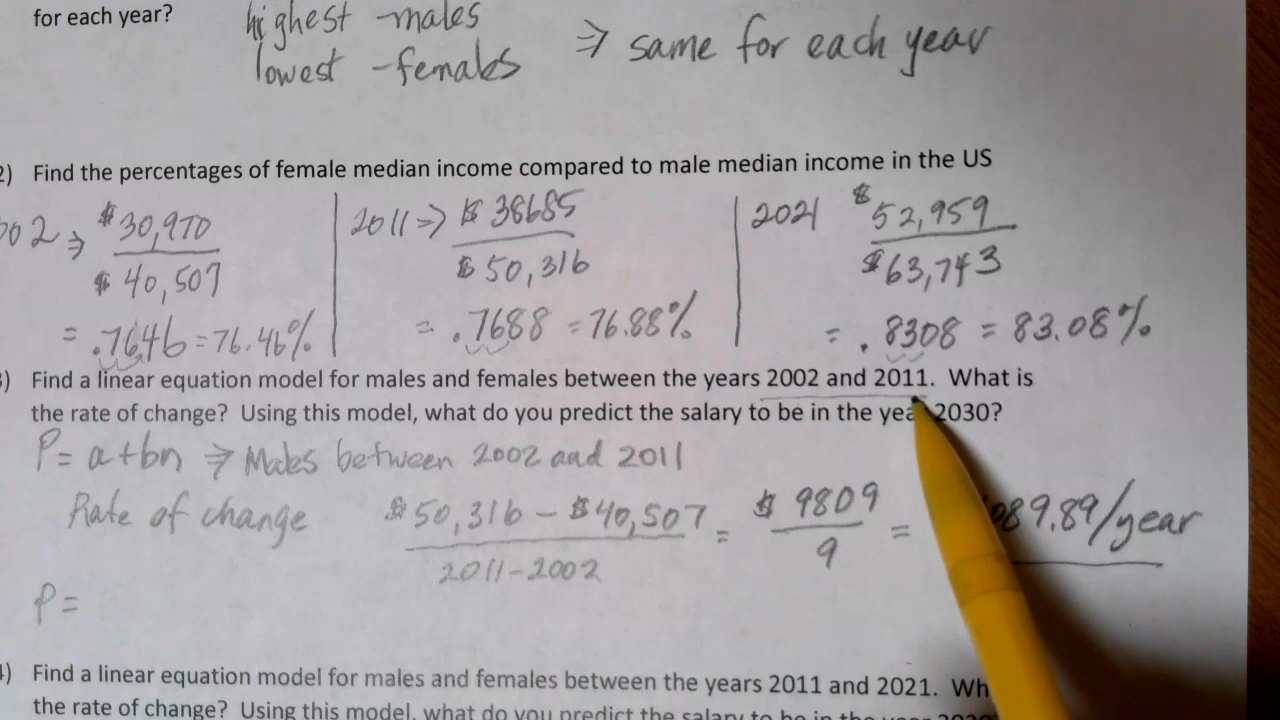 for each year?
highest - males
lowest - females ⇒ same for each year
2) Find the percentages of female median income compared to male median income in the US
002 ⇒ $30,970 / $40,507 = .7646 = 76.46%
2011 ⇒ $38685 / $50,316 = .7688 = 76.88%
2021 $52,959 / $63,743 = .8308 = 83.08%
) Find a linear equation model for males and females between the years 2002 and 2011. What is
the rate of change? Using this model, what do you predict the salary to be in the yea 2030?
P = a + bn ⇒ Males between 2002 and 2011
Rate of change $50,316 - $40,507 / 2011-2002 = $9809 / 9 = 089.89/year
P =
) Find a linear equation model for males and females between the years 2011 and 2021. Wh
the rate of change? Using this model, what do you predict the salary to be in the year